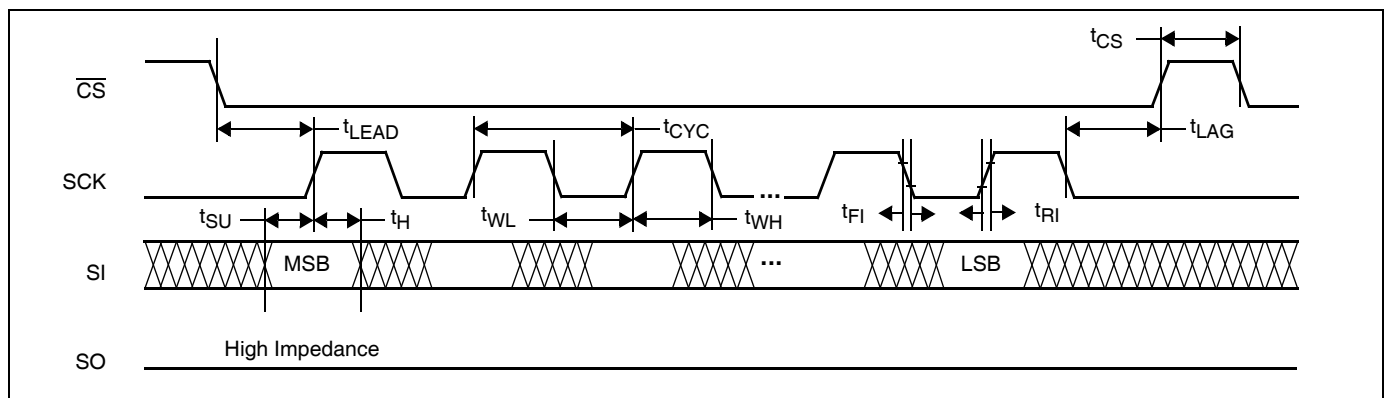 tCS
CS
tLEAD
tCYC
tLAG
SCK
...
tSU
tH
tWL
tWH
tFI
tRI
SI
MSB
...
LSB
High Impedance
SO